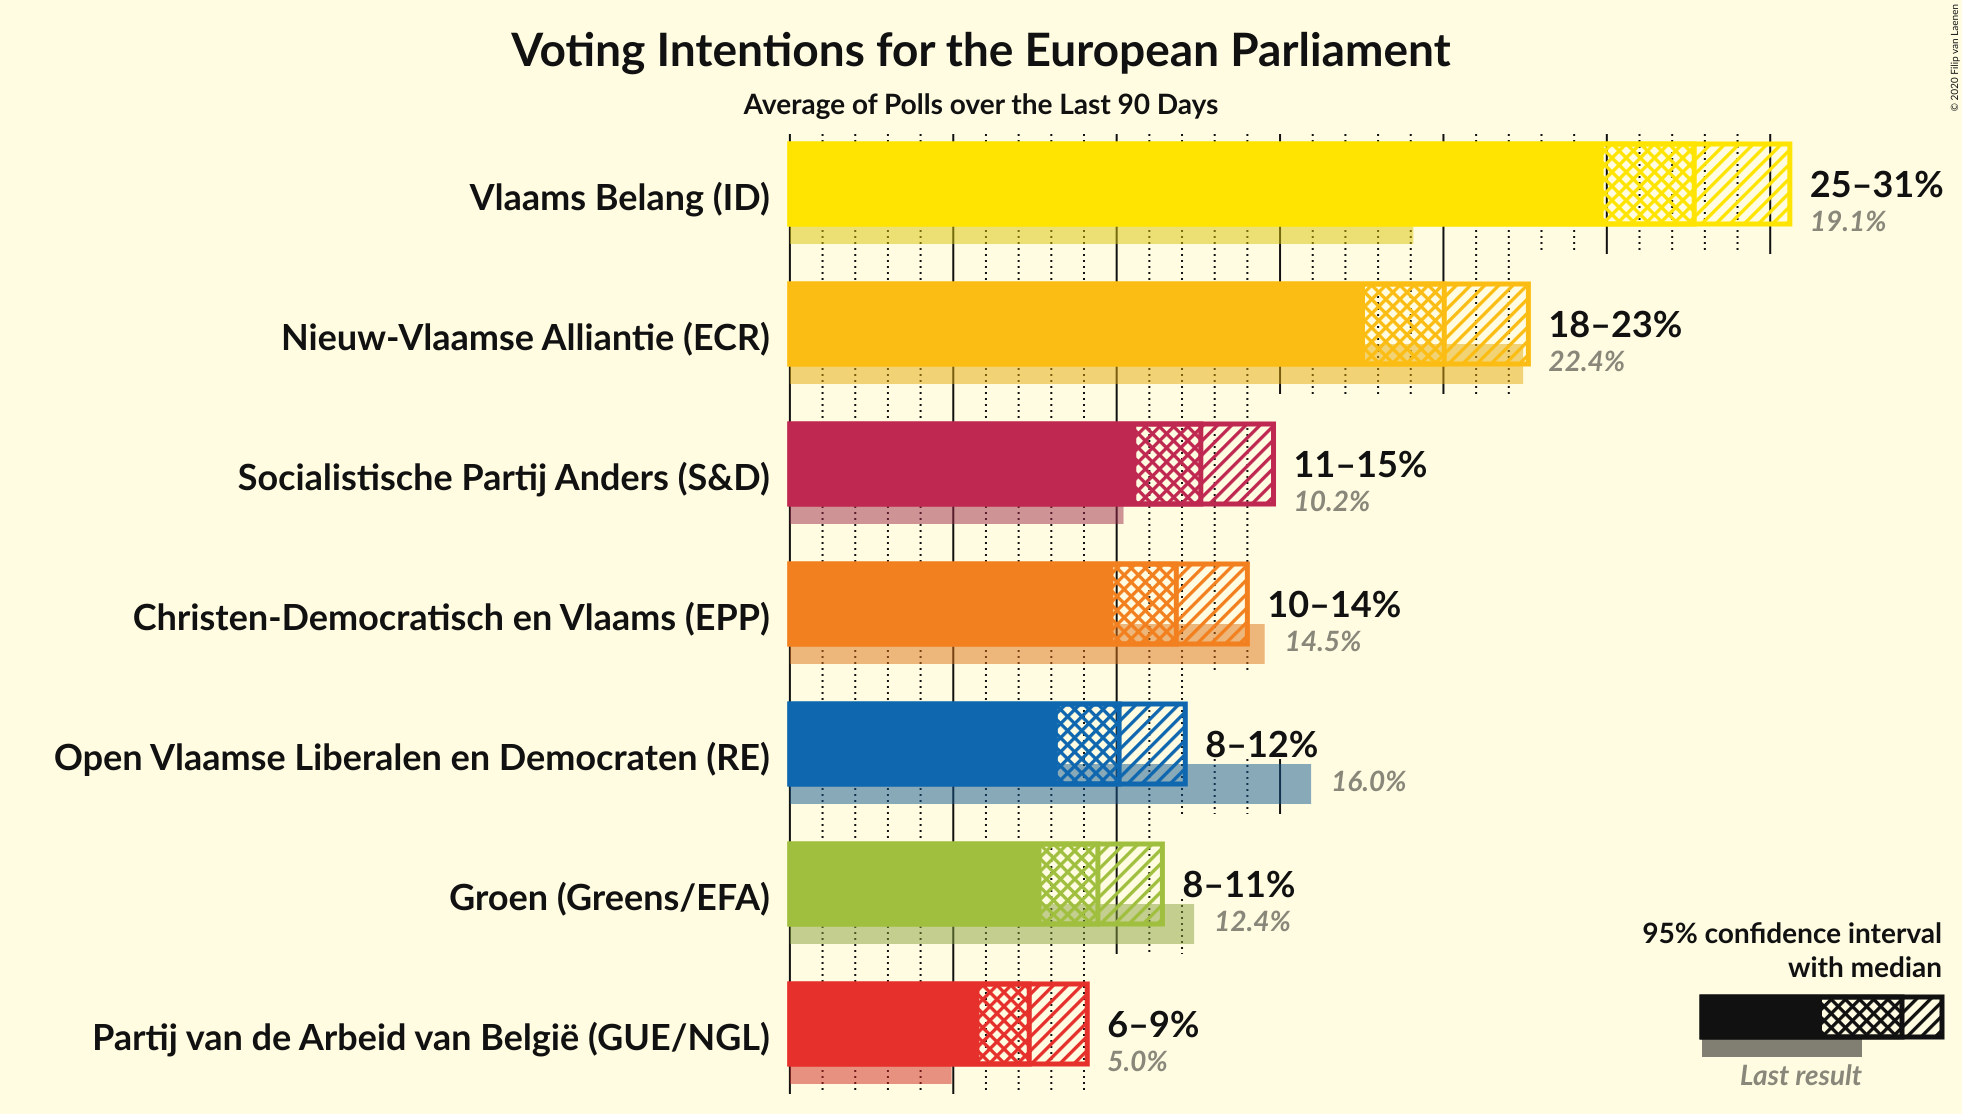 Voting Intentions for the European Parliament
Average of Polls over the Last 90 Days
© 2020 Filip van Laenen
Vlaams Belang (ID)
25–31%
19.1%
Nieuw-Vlaamse Alliantie (ECR)
18–23%
22.4%
Socialistische Partij Anders (S&D)
11–15%
10.2%
Christen-Democratisch en Vlaams (EPP)
10–14%
14.5%
Open Vlaamse Liberalen en Democraten (RE)
8–12%
16.0%
Groen (Greens/EFA)
8–11%
12.4%
Partij van de Arbeid van België (GUE/NGL)
6–9%
5.0%
95% confidence interval
with median
Last result